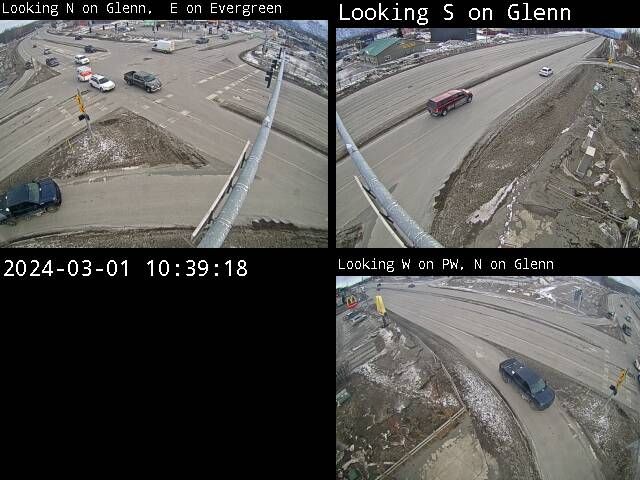 Looking N on Glenn,  E on Evergreen
Looking S on Glenn
2024-03-01 10:39:18
Looking W on PW, N on Glenn